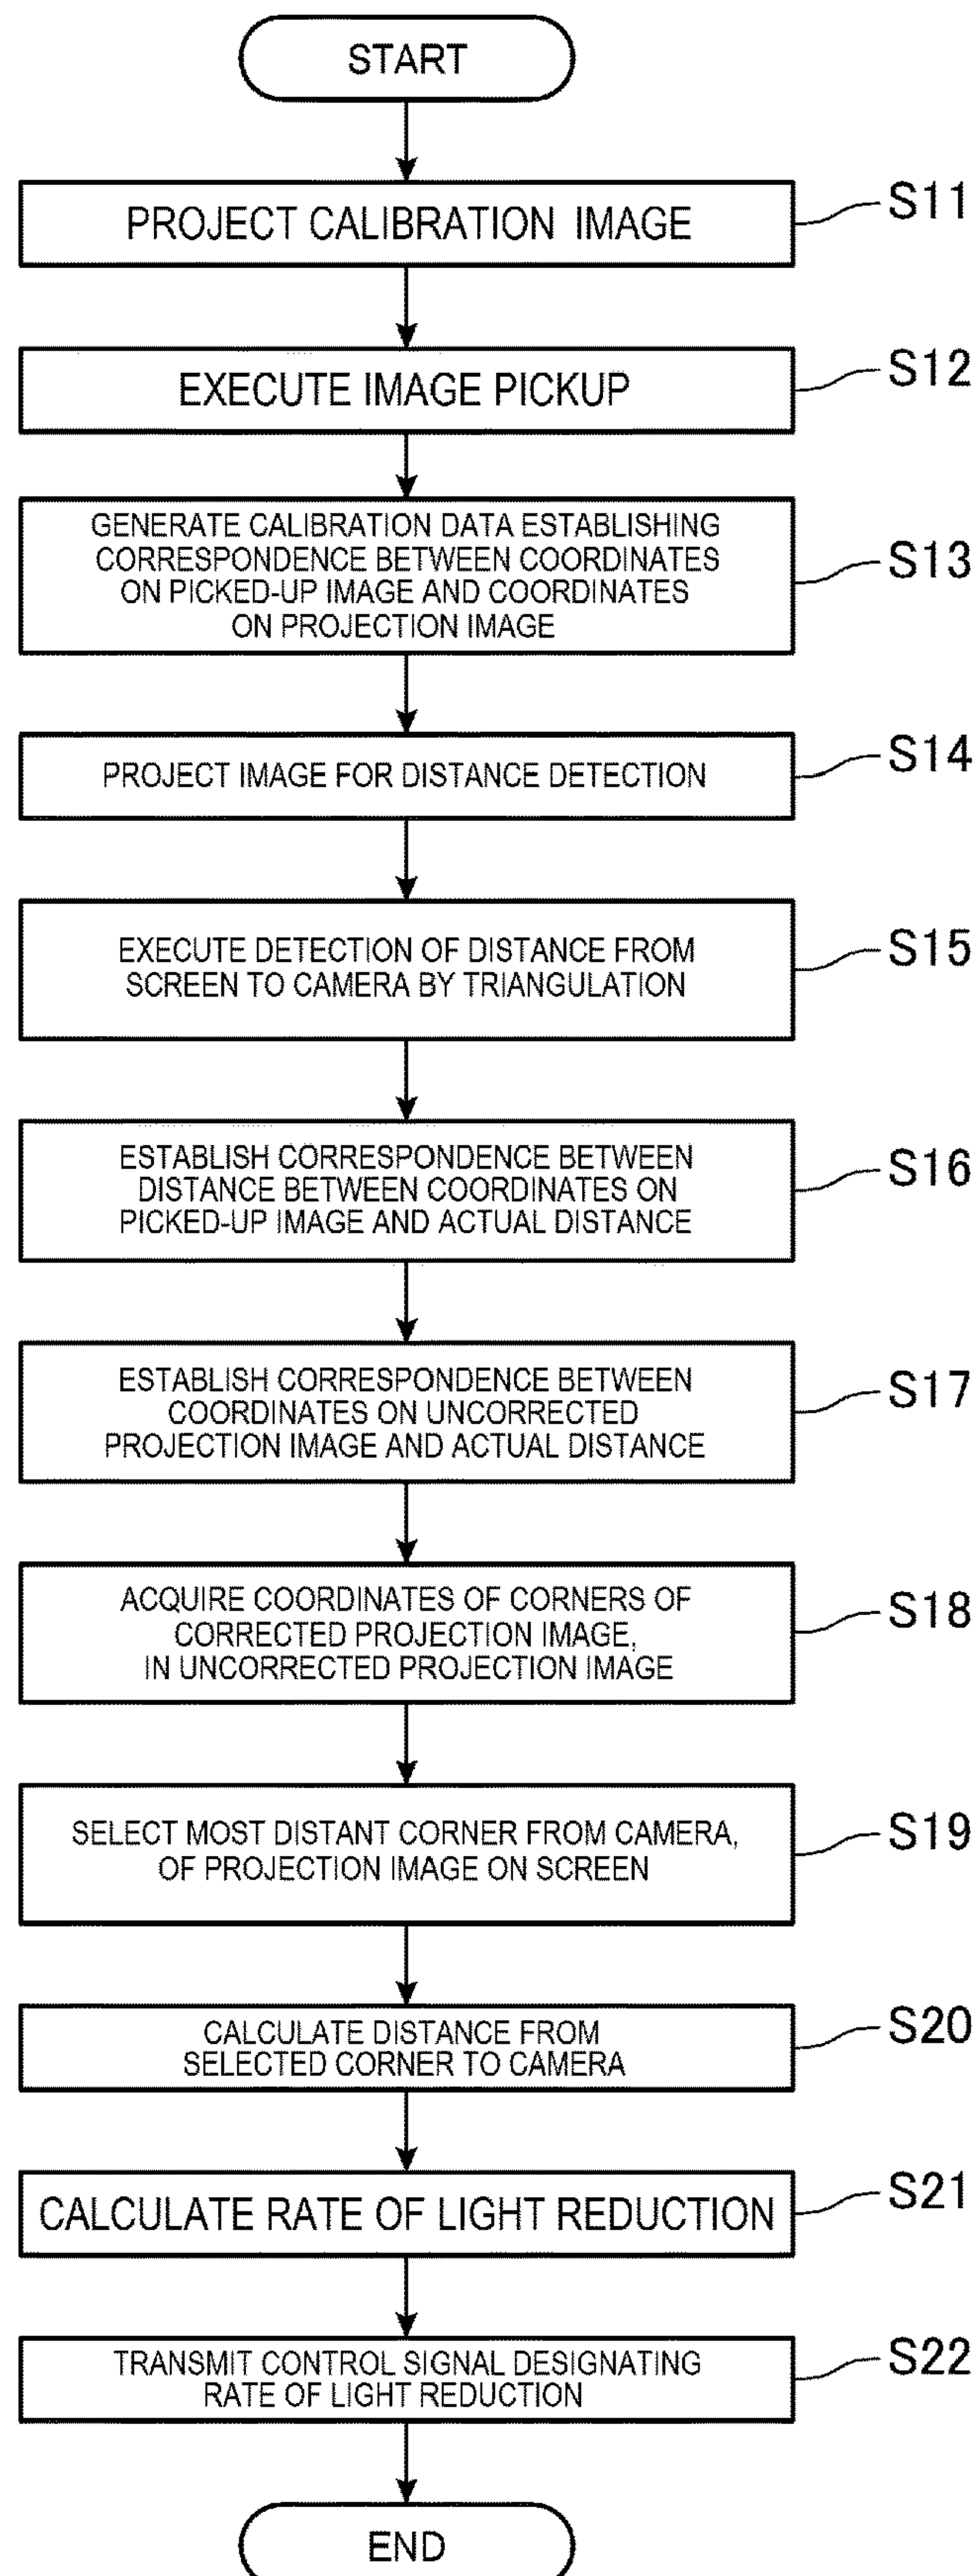 START
PROJECT CALIBRATION IMAGE
S11
EXECUTE IMAGE PICKUP
S12
GENERATE CALIBRATION DATA ESTABLISHING
CORRESPONDENCE BETWEEN COORDINATES
ON PICKED-UP IMAGE AND COORDINATES
ON PROJECTION IMAGE
S13
PROJECT IMAGE FOR DISTANCE DETECTION
S14
EXECUTE DETECTION OF DISTANCE FROM
SCREEN TO CAMERA BY TRIANGULATION
S15
ESTABLISH CORRESPONDENCE BETWEEN
DISTANCE BETWEEN COORDINATES ON
PICKED-UP IMAGE AND ACTUAL DISTANCE
S16
ESTABLISH CORRESPONDENCE BETWEEN
COORDINATES ON UNCORRECTED
PROJECTION IMAGE AND ACTUAL DISTANCE
S17
ACQUIRE COORDINATES OF CORNERS OF
CORRECTED PROJECTION IMAGE,
IN UNCORRECTED PROJECTION IMAGE
S18
SELECT MOST DISTANT CORNER FROM CAMERA,
OF PROJECTION IMAGE ON SCREEN
S19
CALCULATE DISTANCE FROM
SELECTED CORNER TO CAMERA
S20
CALCULATE RATE OF LIGHT REDUCTION
S21
TRANSMIT CONTROL SIGNAL DESIGNATING
RATE OF LIGHT REDUCTION
S22
END